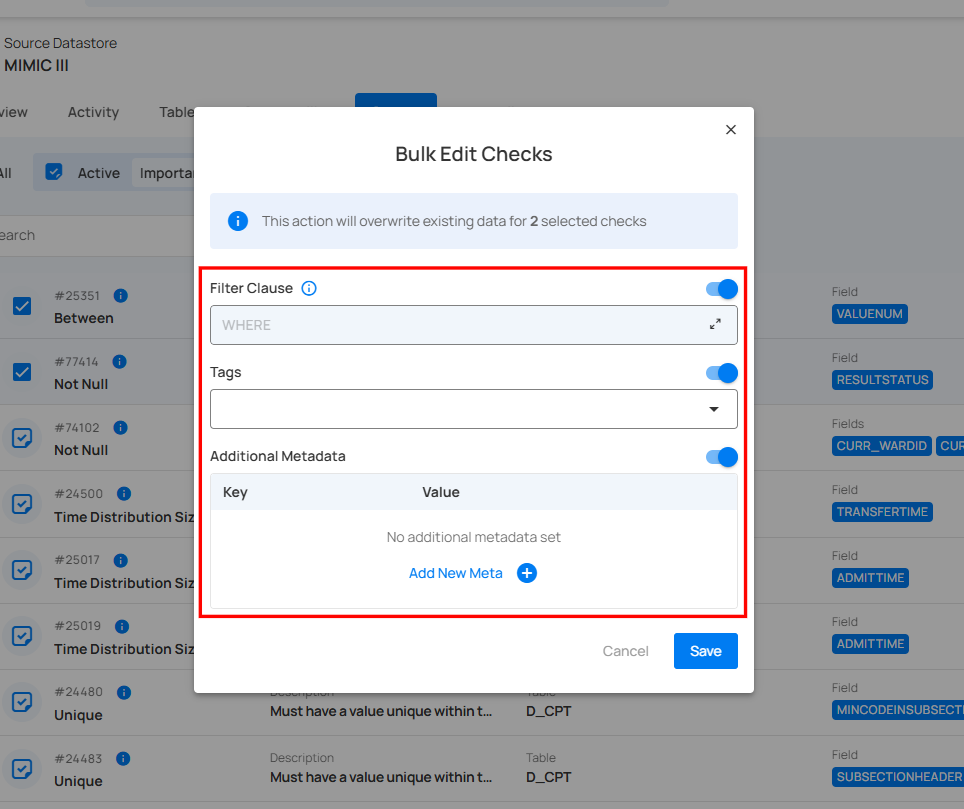 Source Datastore
MIMIC III
view
Activity
Table
All
Active
Importa
earch
Bulk Edit Checks
This action will overwrite existing data for 2 selected checks
Filter Clause
WHERE
Tags
Additional Metadata
Key Value
No additional metadata set
Add New Meta
Cancel Save
#25351
Between
Field
VALUENUM
#77414
Not Null
Field
RESULTSTATUS
#74102
Not Null
Fields
CURR_WARDID CUR
#24500
Time Distribution Siz
Field
TRANSFERTIME
#25017
Time Distribution Siz
Field
ADMITTIME
#25019
Time Distribution Siz
Field
ADMITTIME
#24480
Unique
Description
Must have a value unique within t...
Table
D_CPT
Field
MINCODEINSUBSECTI
#24483
Unique
Description
Must have a value unique within t...
Table
D_CPT
Field
SUBSECTIONHEADER